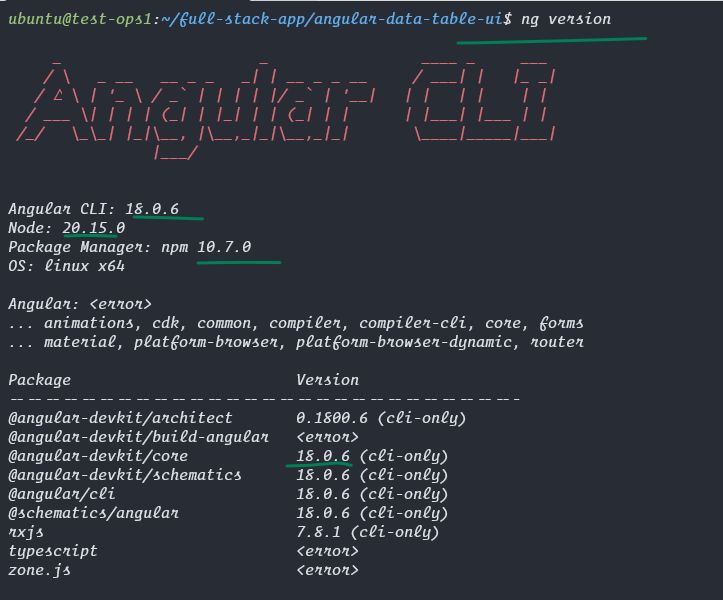 ubuntu@test-ops1:~/full-stack-app/angular-data-table-ui$ ng version
Angular CLI
Angular CLI: 18.0.6
Node: 20.15.0
Package Manager: npm 10.7.0
OS: linux x64
Angular: <error>
... animations, cdk, common, compiler, compiler-cli, core, forms
... material, platform-browser, platform-browser-dynamic, router
Package Version
---------------------------------------------------------
@angular-devkit/architect 0.1800.6 (cli-only)
@angular-devkit/build-angular <error>
@angular-devkit/core 18.0.6 (cli-only)
@angular-devkit/schematics 18.0.6 (cli-only)
@angular/cli 18.0.6 (cli-only)
@schematics/angular 18.0.6 (cli-only)
rxjs 7.8.1 (cli-only)
typescript <error>
zone.js <error>